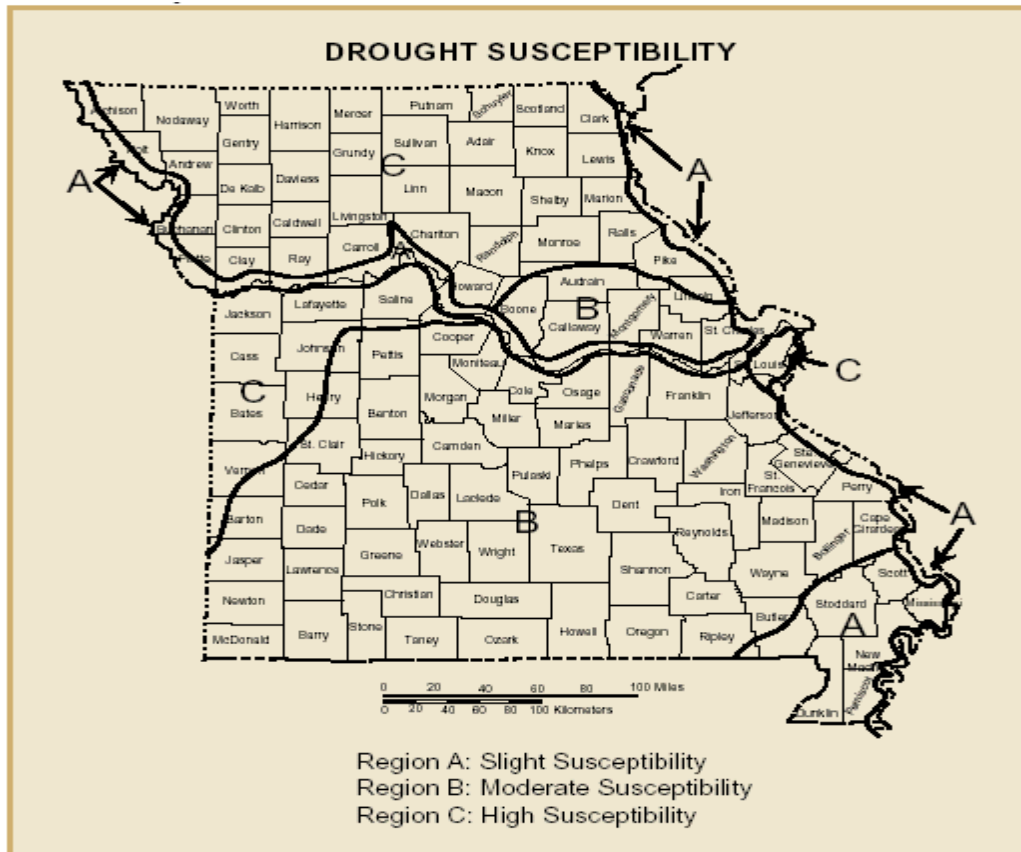 DROUGHT SUSCEPTIBILITY
Atchison Nodaway Worth Harrison Mercer Putnam Schuyler Scotland Clark
Holt Andrew Gentry Grundy Sullivan Adair Knox Lewis
A De Kalb Daviess C Linn Macon Shelby Marion A
Buchanan Clinton Caldwell Livingston Chariton Randolph Monroe Ralls
Platte Clay Ray Carroll A Howard Audrain Pike
Jackson Lafayette Saline Boone B Callaway Montgomery Lincoln Warren St. Charles
Cass Johnson Pettis Cooper Moniteau St. Louis C
C Bates Henry Benton Morgan Cole Osage Gasconade Franklin Jefferson
St. Clair Hickory Camden Miller Maries Washington Ste. Genevieve
Vernon Cedar Polk Dallas Laclede Pulaski Phelps Crawford Iron St. Francois Perry
Barton Dade B Dent Reynolds Madison Bollinger Cape Girardeau A
Jasper Lawrence Greene Webster Wright Texas Shannon Wayne Scott
Newton Christian Douglas Carter Butler Stoddard Mississippi
McDonald Barry Stone Taney Ozark Howell Oregon Ripley A
New Madrid
Dunklin Pemiscot
0 20 40 60 80 100 Miles
0 20 40 60 80 100 Kilometers
Region A: Slight Susceptibility
Region B: Moderate Susceptibility
Region C: High Susceptibility